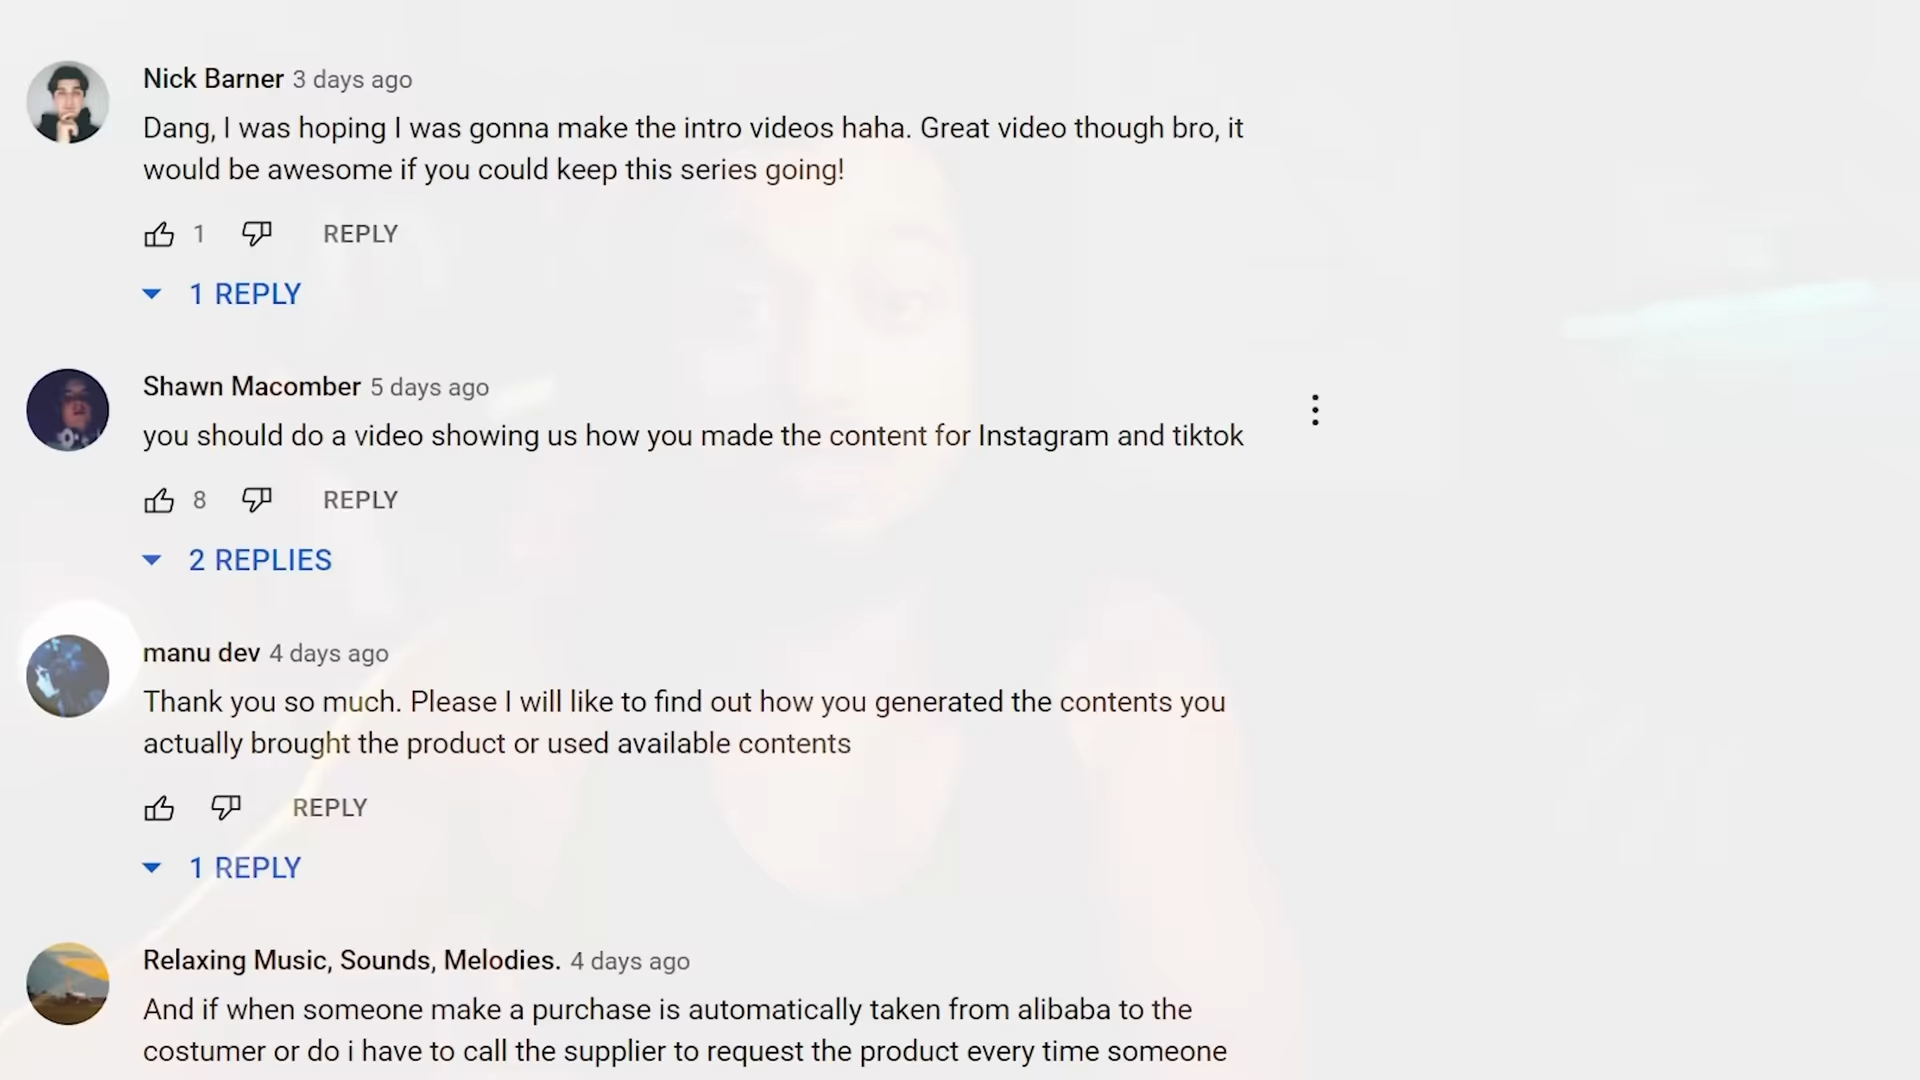 Nick Barner 3 days ago
Dang, I was hoping I was gonna make the intro videos haha. Great video though bro, it
would be awesome if you could keep this series going!
1 REPLY
1 REPLY
Shawn Macomber 5 days ago
you should do a video showing us how you made the content for Instagram and tiktok
8 REPLY
2 REPLIES
manu dev 4 days ago
Thank you so much. Please I will like to find out how you generated the contents you
actually brought the product or used available contents
REPLY
1 REPLY
Relaxing Music, Sounds, Melodies. 4 days ago
And if when someone make a purchase is automatically taken from alibaba to the
costumer or do i have to call the supplier to request the product every time someone